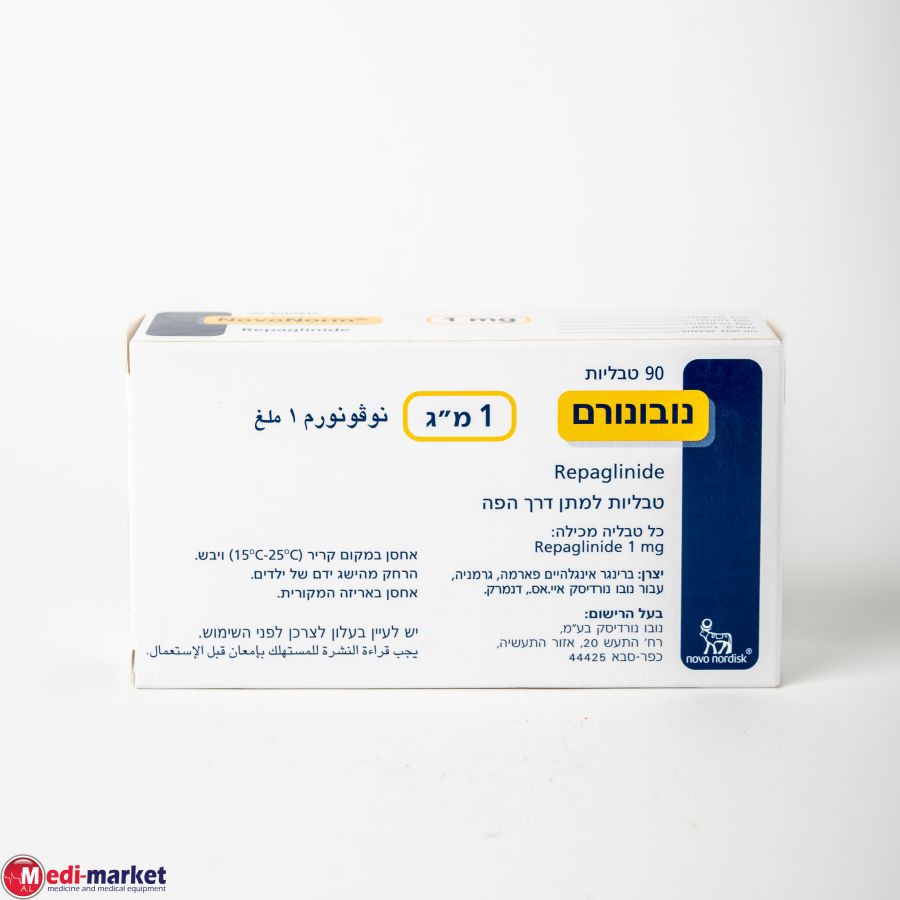 90 Tablets
NovoNorm®
1 mg
Repaglinide
90 טבליות
נובונורם
1 מ״ג
نوڤونورم ١ ملغ
Repaglinide
טבליות למתן דרך הפה
כל טבליה מכילה:
Repaglinide 1 mg
יצרן: ברינגר אינגלהיים פארמה, גרמניה,
עבור נובו נורדיסק איי.אס., דנמרק.
בעל הרישום:
נובו נורדיסק בע״מ,
רח׳ התעש 20, אזור התעשיה,
כפר-סבא 44425
אחסן במקום קריר (15°C-25°C) ויבש.
הרחק מהישג ידם של ילדים.
אחסן באריזה המקורית.
יש לעיין בעלון לצרכן לפני השימוש.
يجب قراءة النشرة للمستهلك بإمعان قبل الإستعمال.
novo nordisk®
Medi-market
A.L
medicine and medical equipment